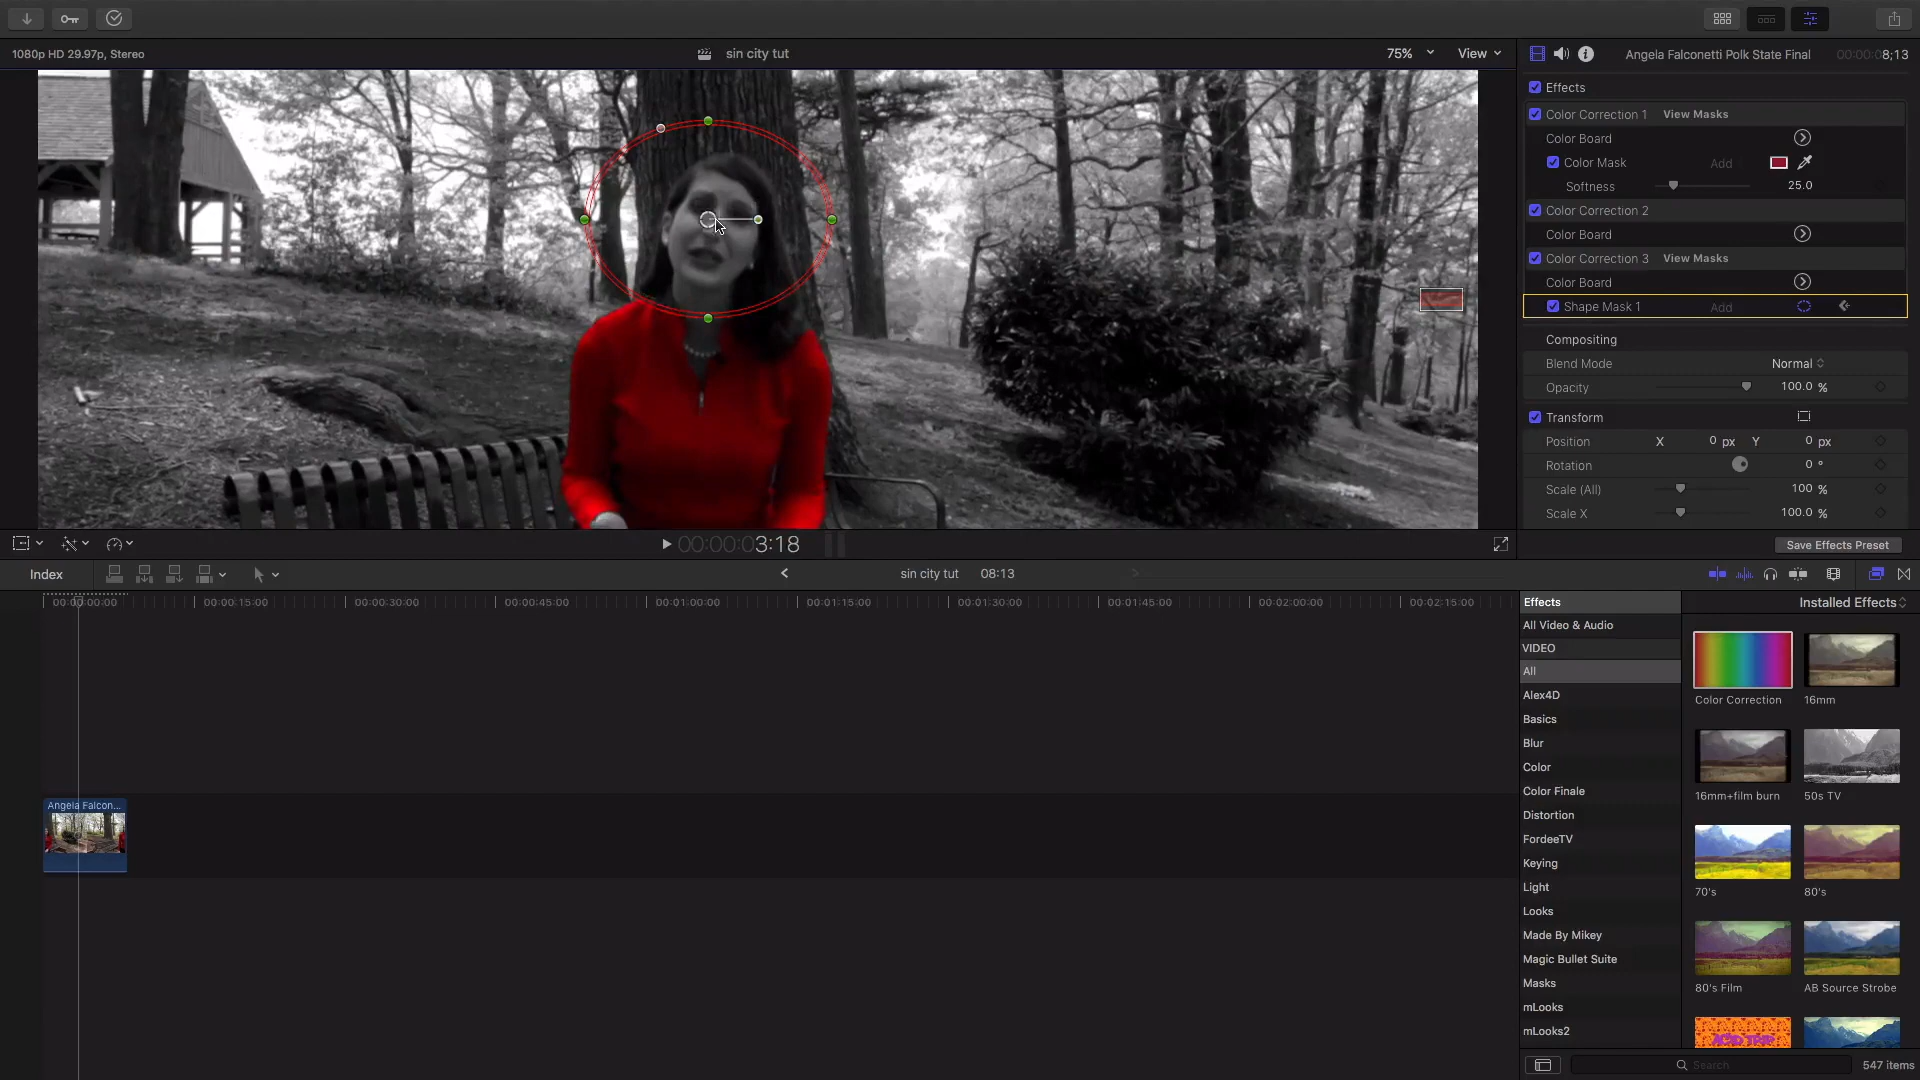 1080p HD 29.97p, Stereo
sin city tut
75%
View
Angela Falconetti Polk State Final
00:00:08;13
Effects
Color Correction 1 View Masks
Color Board
Color Mask Add
Softness 25.0
Color Correction 2
Color Board
Color Correction 3 View Masks
Color Board
Shape Mask 1 Add
Compositing
Blend Mode Normal
Opacity 100.0 %
Transform
Position X 0 px Y 0 px
Rotation 0 °
Scale (All) 100 %
Scale X 100.0 %
00:00:03:18
Save Effects Preset
Index
sin city tut 08:13
00:00:00:00 00:00:15:00 00:00:30:00 00:00:45:00 00:01:00:00 00:01:15:00 00:01:30:00 00:01:45:00 00:02:00:00 00:02:15:00
Angela Falcon...
Effects
Installed Effects
All Video & Audio
VIDEO
All
Alex4D
Basics
Blur
Color
Color Finale
Distortion
FordeeTV
Keying
Light
Looks
Made By Mikey
Magic Bullet Suite
Masks
mLooks
mLooks2
Color Correction 16mm
16mm+film burn 50s TV
70's 80's
80's Film AB Source Strobe
ACID TRIP
Search
547 items